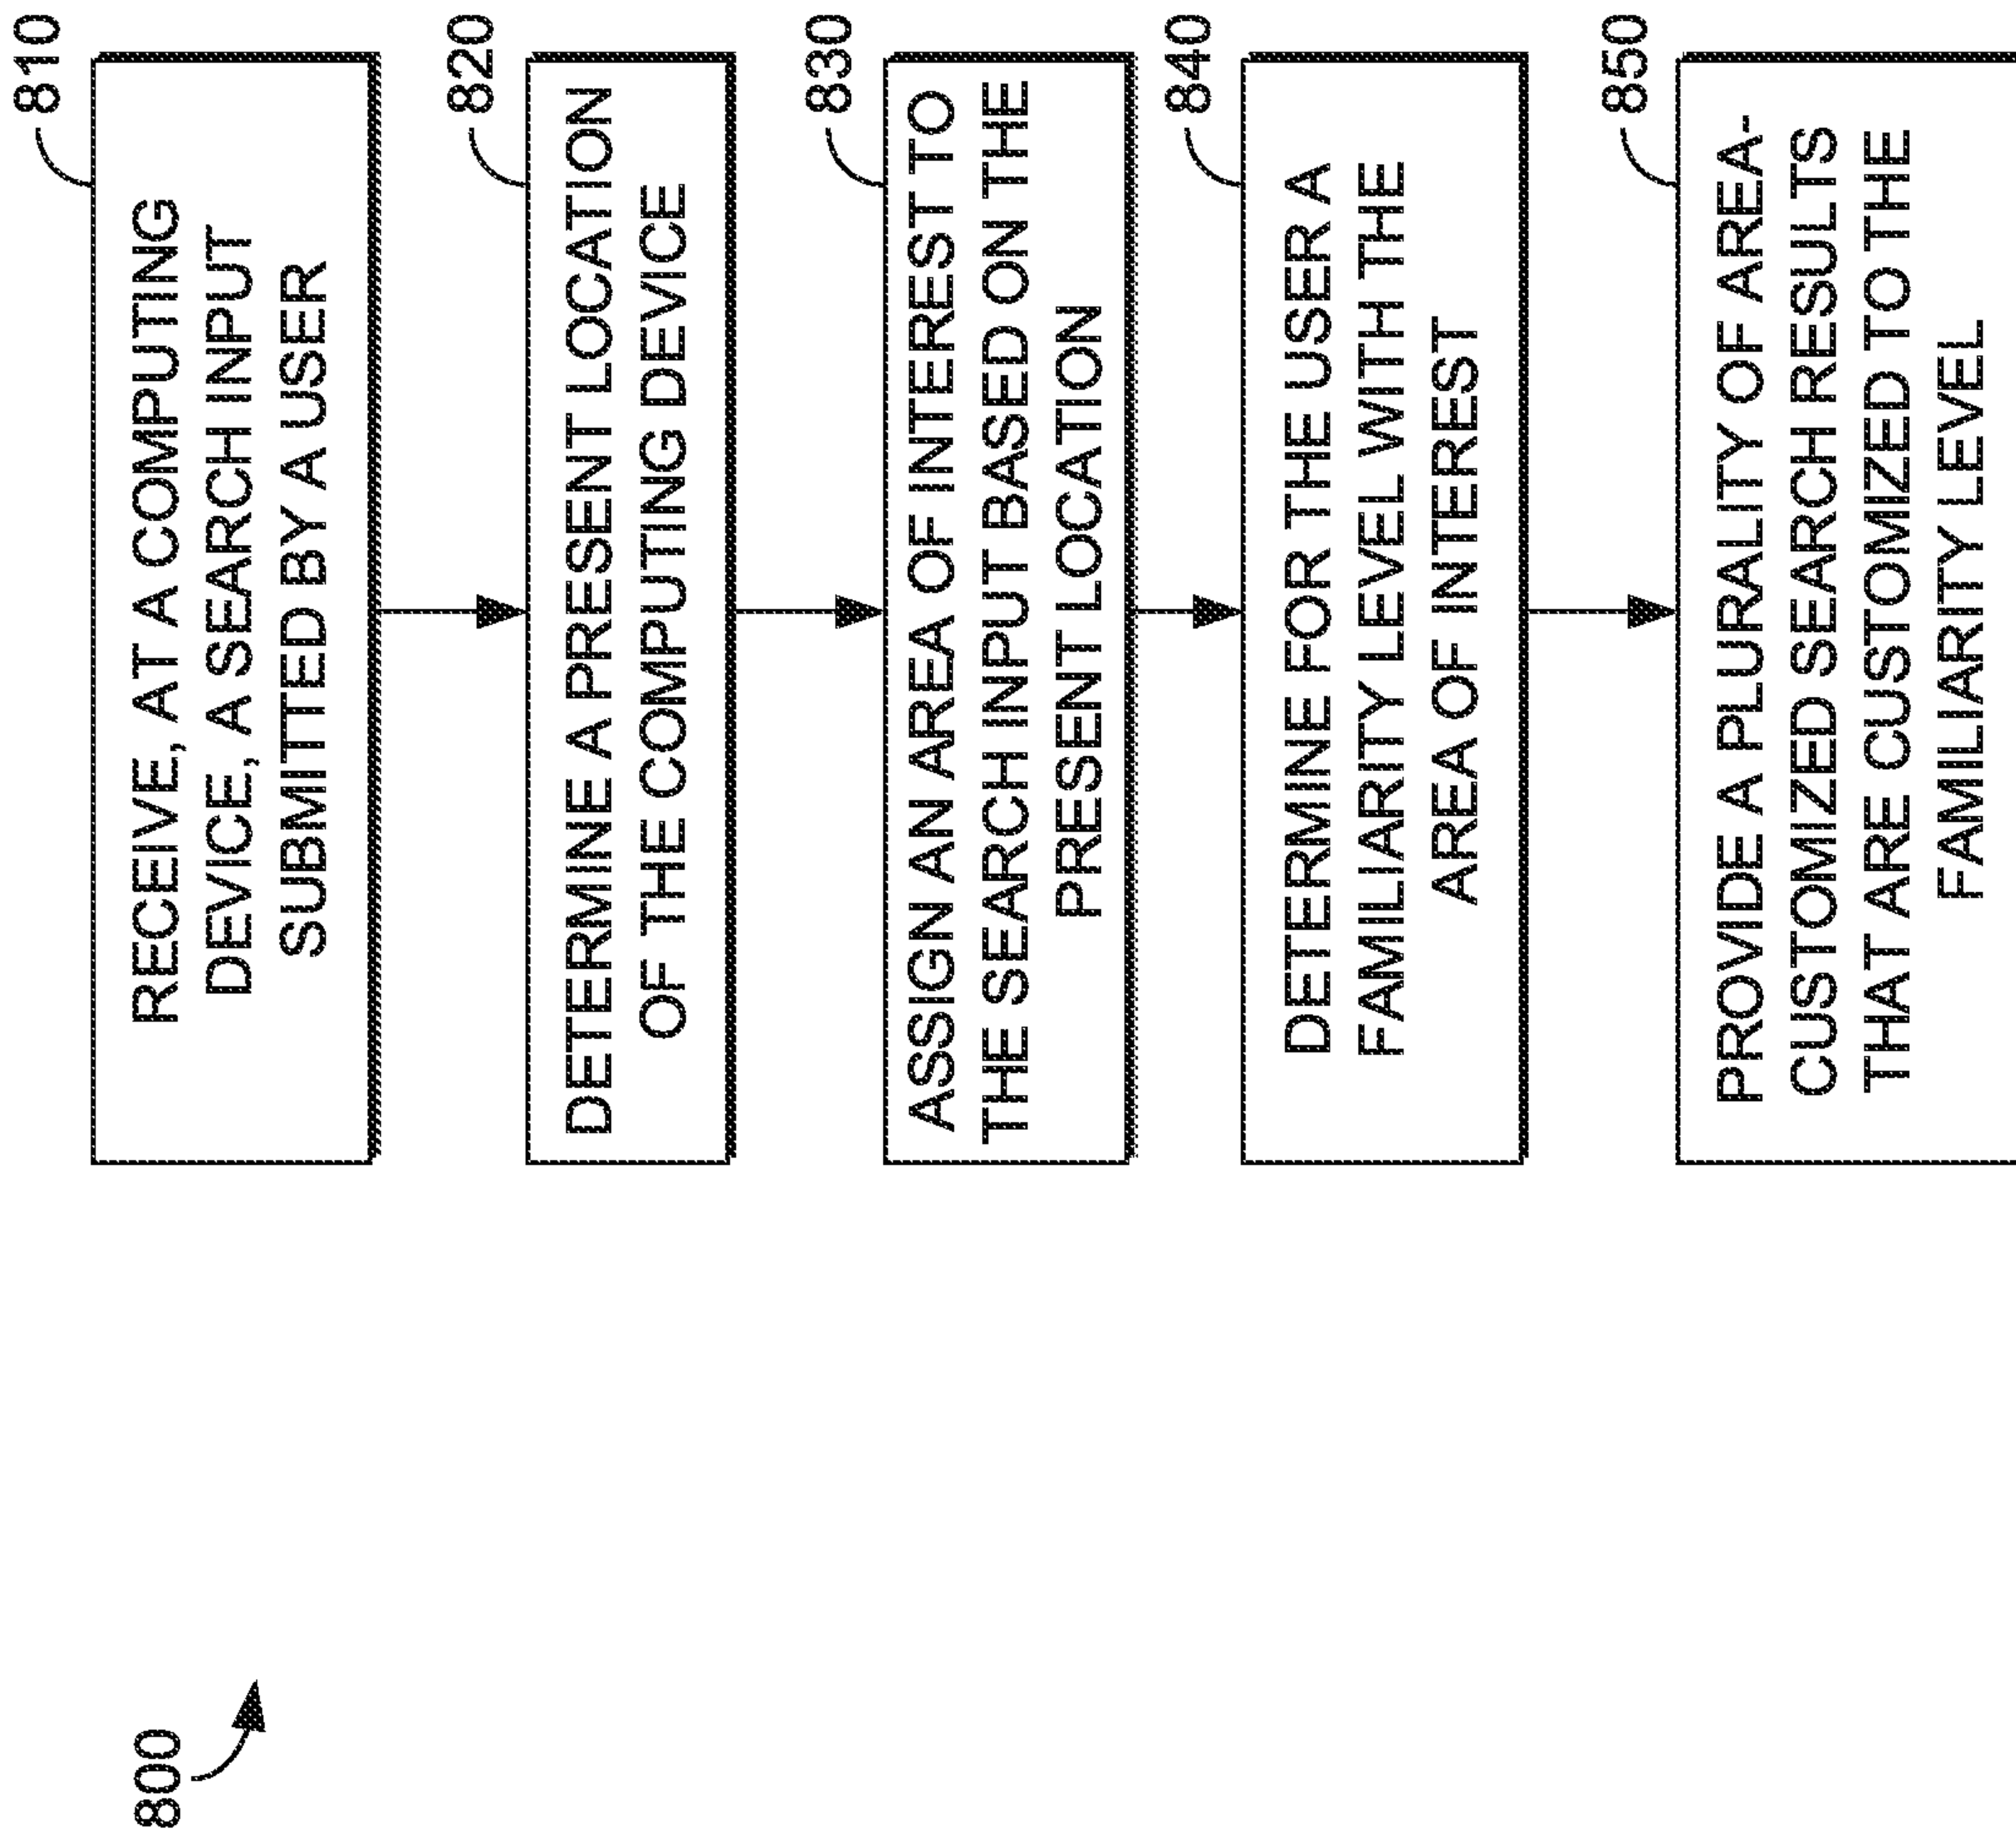 800
810
RECEIVE, AT A COMPUTING
DEVICE, A SEARCH INPUT
SUBMITTED BY A USER
820
DETERMINE A PRESENT LOCATION
OF THE COMPUTING DEVICE
830
ASSIGN AN AREA OF INTEREST TO
THE SEARCH INPUT BASED ON THE
PRESENT LOCATION
840
DETERMINE FOR THE USER A
FAMILIARITY LEVEL WITH THE
AREA OF INTEREST
850
PROVIDE A PLURALITY OF AREA-
CUSTOMIZED SEARCH RESULTS
THAT ARE CUSTOMIZED TO THE
FAMILIARITY LEVEL